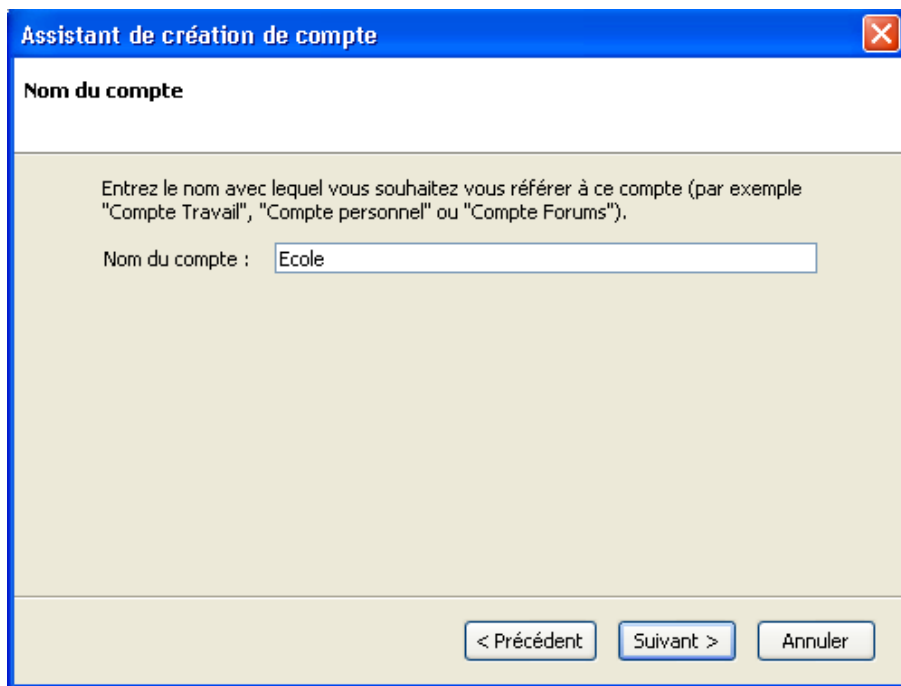 Assistant de création de compte
Nom du compte
Entrez le nom avec lequel vous souhaitez vous référer à ce compte (par exemple
"Compte Travail", "Compte personnel" ou "Compte Forums").
Nom du compte : Ecole
< Précédent Suivant > Annuler